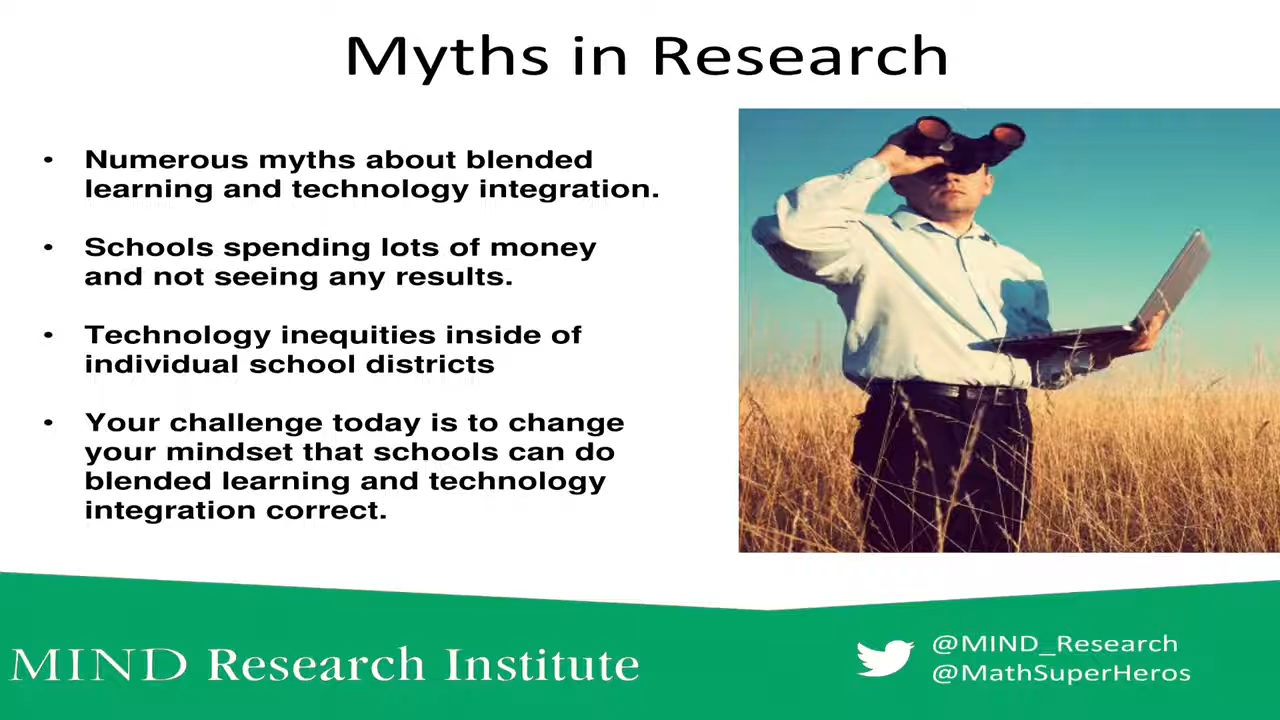 Myths in Research
• Numerous myths about blended
learning and technology integration.
• Schools spending lots of money
and not seeing any results.
• Technology inequities inside of
individual school districts
• Your challenge today is to change
your mindset that schools can do
blended learning and technology
integration correct.
MIND Research Institute
@MIND_Research
@MathSuperHeros